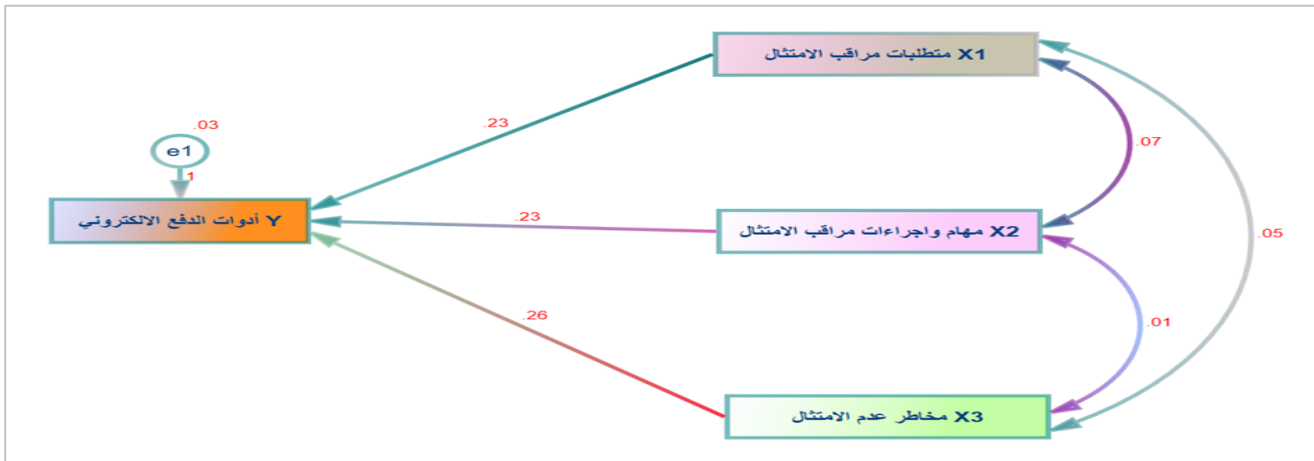 X1 متطلبات مراقب الامتثال
.03
.23
e1
.07
1
Y أدوات الدفع الالكتروني
.23
X2 مهام واجراءات مراقب الامتثال
.05
.26
.01
X3 مخاطر عدم الامتثال